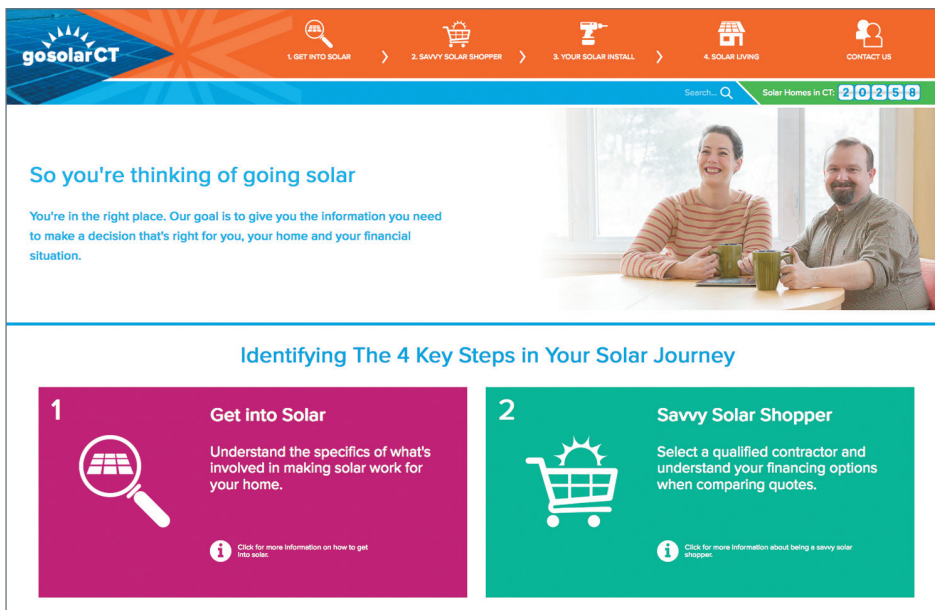 gosolarCT
1. GET INTO SOLAR
2. SAVVY SOLAR SHOPPER
3. YOUR SOLAR INSTALL
4. SOLAR LIVING
CONTACT US
Search...
Solar Homes in CT: 20258
So you're thinking of going solar
You're in the right place. Our goal is to give you the information you need
to make a decision that's right for you, your home and your financial
situation.
Identifying The 4 Key Steps in Your Solar Journey
1
Get into Solar
Understand the specifics of what's
involved in making solar work for
your home.
Click for more information on how to get
into solar.
2
Savvy Solar Shopper
Select a qualified contractor and
understand your financing options
when comparing quotes.
Click for more information about being a savvy solar
shopper.